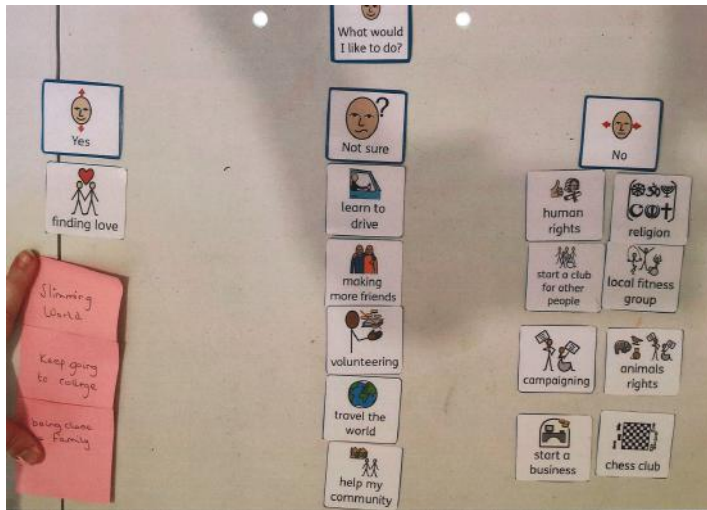 What would
I like to do?
Yes
finding love
Slimming
World
Keep going
to college
being close
family
Not sure
learn to
drive
making
more friends
volunteering
travel the
world
help my
community
No
human
rights
religion
start a club
for other
people
local fitness
group
campaigning
animals
rights
start a
business
chess club